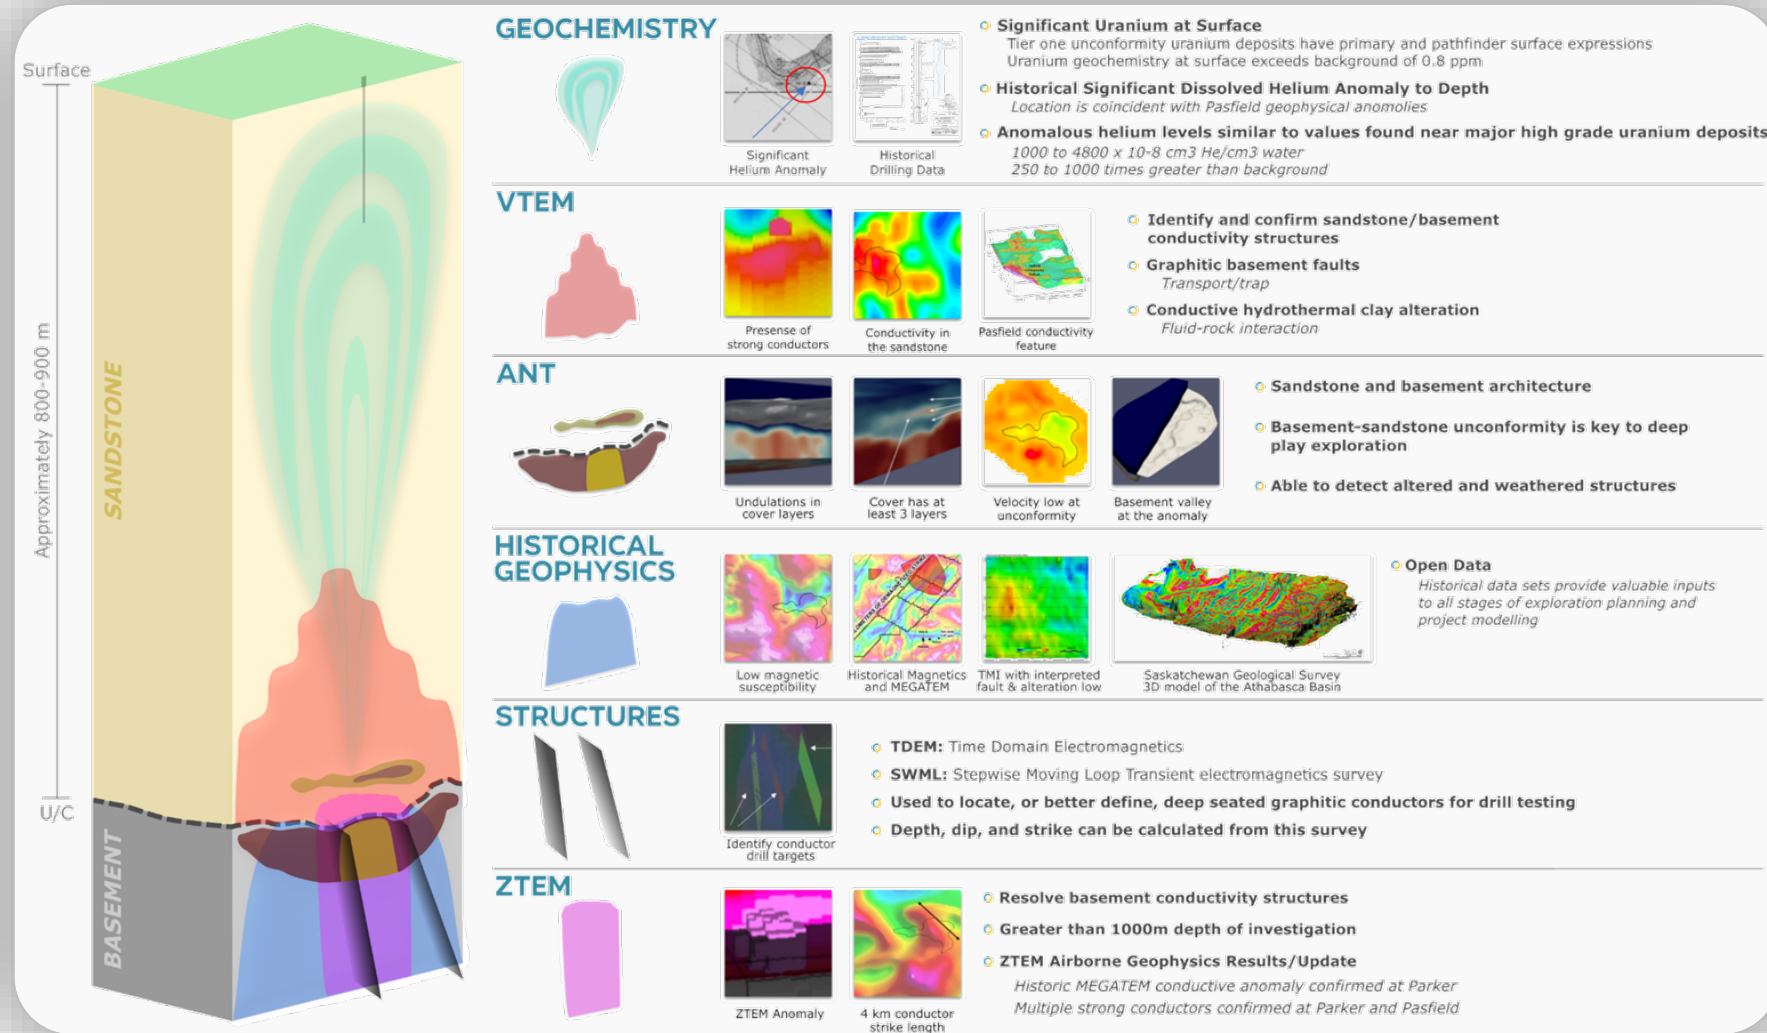 Surface
Approximately 800-900 m
SANDSTONE
U/C
BASEMENT
GEOCHEMISTRY
Significant
Helium Anomaly
Historical
Drilling Data
Significant Uranium at Surface
Tier one unconformity uranium deposits have primary and pathfinder surface expressions
Uranium geochemistry at surface exceeds background of 0.8 ppm
Historical Significant Dissolved Helium Anomaly to Depth
Location is coincident with Pasfield geophysical anomolies
Anomalous helium levels similar to values found near major high grade uranium deposits
1000 to 4800 x 10-8 cm3 He/cm3 water
250 to 1000 times greater than background
VTEM
Presense of
strong conductors
Conductivity in
the sandstone
Pasfield conductivity
feature
Identify and confirm sandstone/basement
conductivity structures
Graphitic basement faults
Transport/trap
Conductive hydrothermal clay alteration
Fluid-rock interaction
ANT
Undulations in
cover layers
Cover has at
least 3 layers
Velocity low at
unconformity
Basement valley
at the anomaly
Sandstone and basement architecture
Basement-sandstone unconformity is key to deep
play exploration
Able to detect altered and weathered structures
HISTORICAL
GEOPHYSICS
Low magnetic
susceptibility
Historical Magnetics
and MEGATEM
TMI with interpreted
fault & alteration low
Saskatchewan Geological Survey
3D model of the Athabasca Basin
Open Data
Historical data sets provide valuable inputs
to all stages of exploration planning and
project modelling
STRUCTURES
Identify conductor
drill targets
TDEM: Time Domain Electromagnetics
SWML: Stepwise Moving Loop Transient electromagnetics survey
Used to locate, or better define, deep seated graphitic conductors for drill testing
Depth, dip, and strike can be calculated from this survey
ZTEM
ZTEM Anomaly
4 km conductor
strike length
Resolve basement conductivity structures
Greater than 1000m depth of investigation
ZTEM Airborne Geophysics Results/Update
Historic MEGATEM conductive anomaly confirmed at Parker
Multiple strong conductors confirmed at Parker and Pasfield